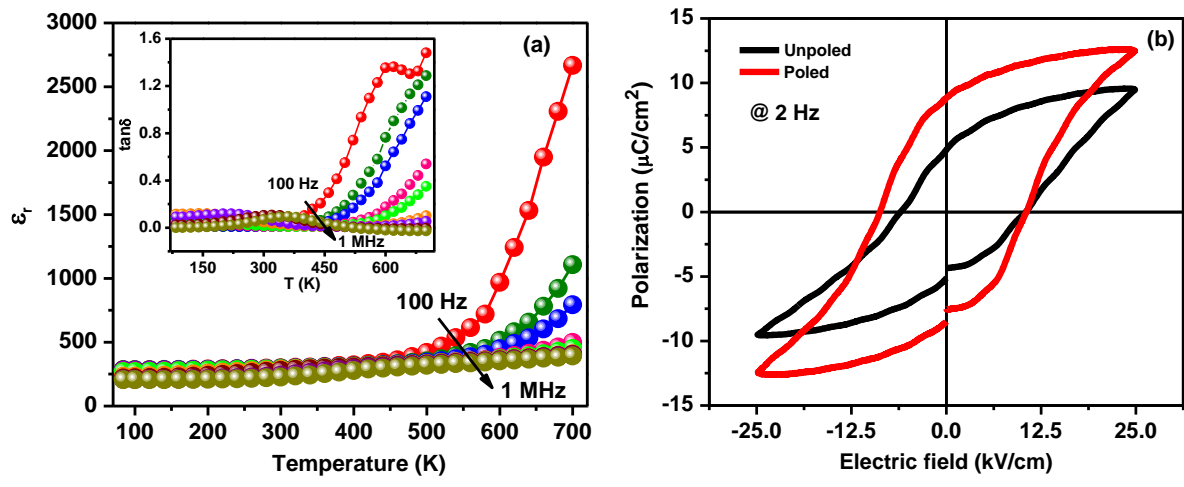 (a)
3000
2500
2000
1500
1000
500
0
εr
100 200 300 400 500 600 700
Temperature (K)
100 Hz
1 MHz
1.6
1.2
0.8
0.4
0.0
tanδ
150 300 450 600
T (K)
100 Hz
1 MHz
(b)
15
10
5
0
-5
-10
-15
Polarization (μC/cm²)
Unpoled
Poled
@ 2 Hz
-25.0 -12.5 0.0 12.5 25.0
Electric field (kV/cm)